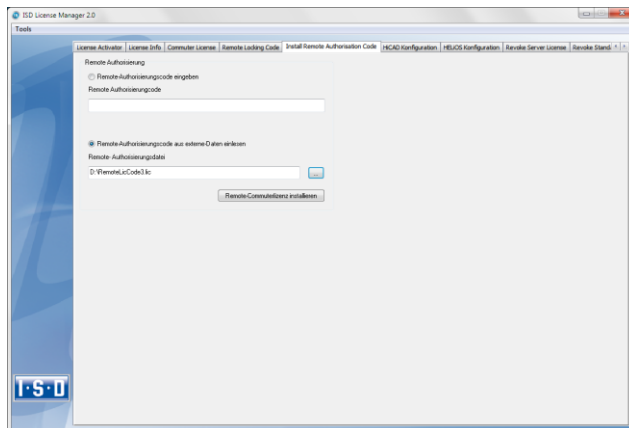 ISD License Manager 2.0
Tools
License Activator License Info Commuter License Remote Locking Code Install Remote Authorisation Code HiCAD Konfiguration HELiOS Konfiguration Revoke Server License Revoke Stand
Remote Authorisierung
Remote-Authorisierungscode eingeben
Remote Authorisierungcode
Remote-Authorisierungscode aus externe-Daten einlesen
Remote- Authorisierungsdatei
D:\RemoteLicCode3.lic
...
Remote-Commuterlizenz installieren
I·S·D